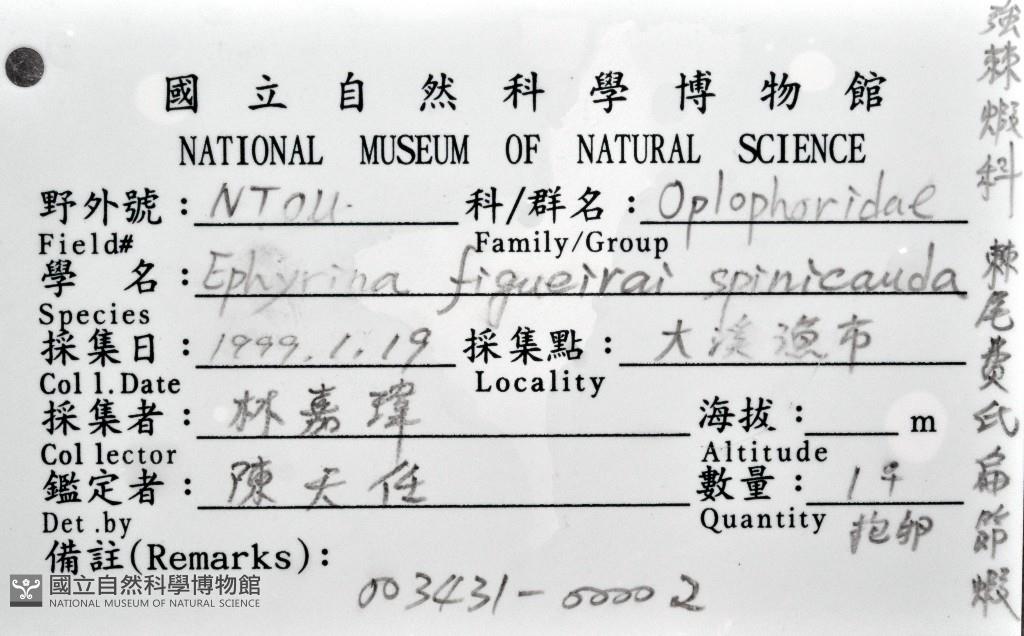 國立自然科學博物館
NATIONAL MUSEUM OF NATURAL SCIENCE
野外號：NTOU.
Field#
科/群名：Oplophoridae
Family/Group
學 名：Ephyrina figueirai spinicauda
Species
採集日：1999.1.19
Coll.Date
採集點：大溪漁市
Locality
採集者：林嘉瑋
Collector
海拔： m
Altitude
鑑定者：陳天任
Det.by
數量：1♀
Quantity
抱卵
備註(Remarks)：
003431-00002
強棘蝦科 棘尾費氏扁節蝦
國立自然科學博物館
NATIONAL MUSEUM OF NATURAL SCIENCE